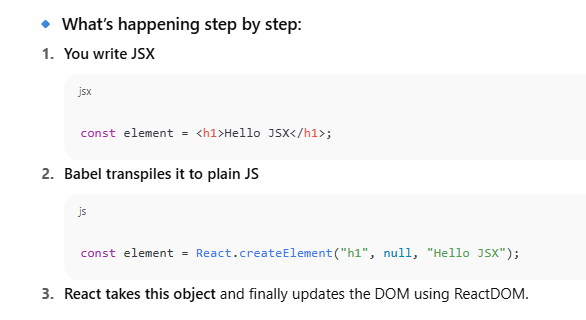 What's happening step by step:
1. You write JSX
jsx
const element = <h1>Hello JSX</h1>;
2. Babel transpiles it to plain JS
js
const element = React.createElement("h1", null, "Hello JSX");
3. React takes this object and finally updates the DOM using ReactDOM.